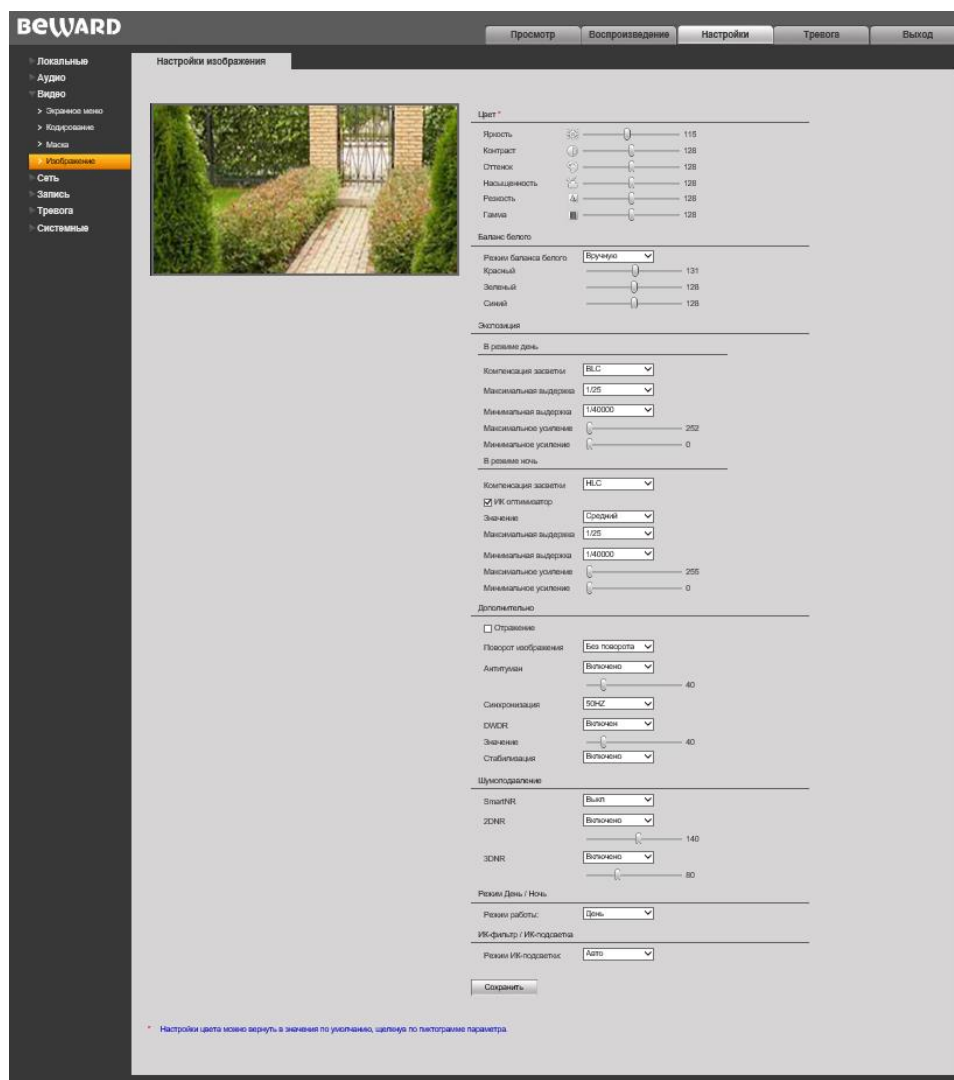 BEWARD
Просмотр Воспроизведение Настройки Тревога Выход
Локальные
Аудио
Видео
> Экранное меню
> Кодирование
> Маска
> Изображение
Сеть
Запись
Тревога
Системные
Настройки изображения
Цвет *
Яркость 115
Контраст 128
Оттенок 128
Насыщенность 128
Резкость 128
Гамма 128
Баланс белого
Режим баланса белого Вручную
Красный 131
Зеленый 128
Синий 128
Экспозиция
В режиме день
Компенсация засветки BLC
Максимальная выдержка 1/25
Минимальная выдержка 1/40000
Максимальное усиление 252
Минимальное усиление 0
В режиме ночь
Компенсация засветки HLC
ИК оптимизатор
Значение Средний
Максимальная выдержка 1/25
Минимальная выдержка 1/40000
Максимальное усиление 255
Минимальное усиление 0
Дополнительно
Отражение
Поворот изображения Без поворота
Антитуман Включено
40
Синхронизация 50HZ
DWDR Включен
Значение 40
Стабилизация Включено
Шумоподавление
SmartNR Выкл
2DNR Включено
140
3DNR Включено
80
Режим День / Ночь
Режим работы: День
ИК-фильтр / ИК-подсветка
Режим ИК-подсветки: Авто
Сохранить
* Настройки цвета можно вернуть в значения по умолчанию, щелкнув по пиктограмме параметра.